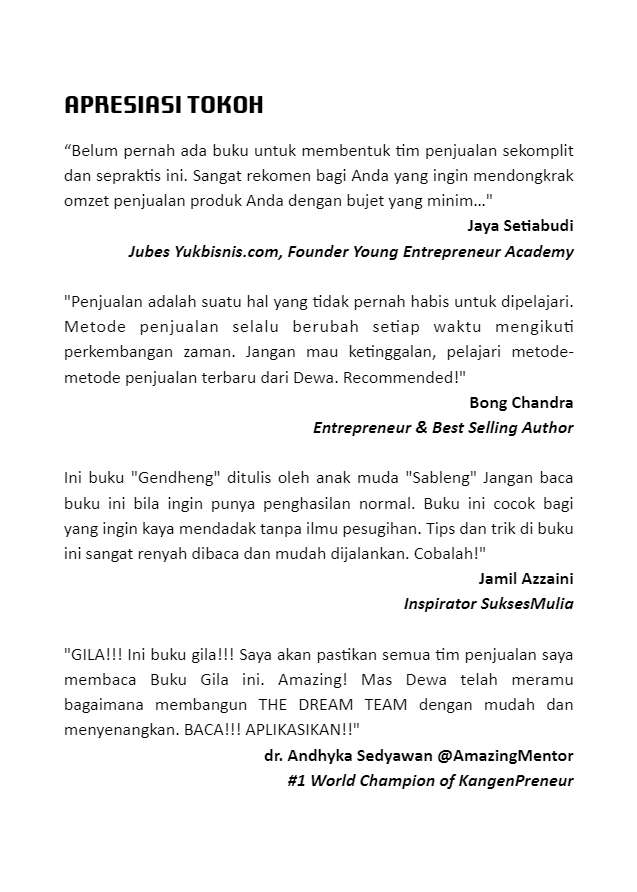 APRESIASI TOKOH
“Belum pernah ada buku untuk membentuk tim penjualan sekomplit
dan sepraktis ini. Sangat rekomen bagi Anda yang ingin mendongkrak
omzet penjualan produk Anda dengan bujet yang minim…"
Jaya Setiabudi
Jubes Yukbisnis.com, Founder Young Entrepreneur Academy
"Penjualan adalah suatu hal yang tidak pernah habis untuk dipelajari.
Metode penjualan selalu berubah setiap waktu mengikuti
perkembangan zaman. Jangan mau ketinggalan, pelajari metode-
metode penjualan terbaru dari Dewa. Recommended!"
Bong Chandra
Entrepreneur & Best Selling Author
Ini buku "Gendheng" ditulis oleh anak muda "Sableng" Jangan baca
buku ini bila ingin punya penghasilan normal. Buku ini cocok bagi
yang ingin kaya mendadak tanpa ilmu pesugihan. Tips dan trik di buku
ini sangat renyah dibaca dan mudah dijalankan. Cobalah!"
Jamil Azzaini
Inspirator SuksesMulia
"GILA!!! Ini buku gila!!! Saya akan pastikan semua tim penjualan saya
membaca Buku Gila ini. Amazing! Mas Dewa telah meramu
bagaimana membangun THE DREAM TEAM dengan mudah dan
menyenangkan. BACA!!! APLIKASIKAN!!"
dr. Andhyka Sedyawan @AmazingMentor
#1 World Champion of KangenPreneur